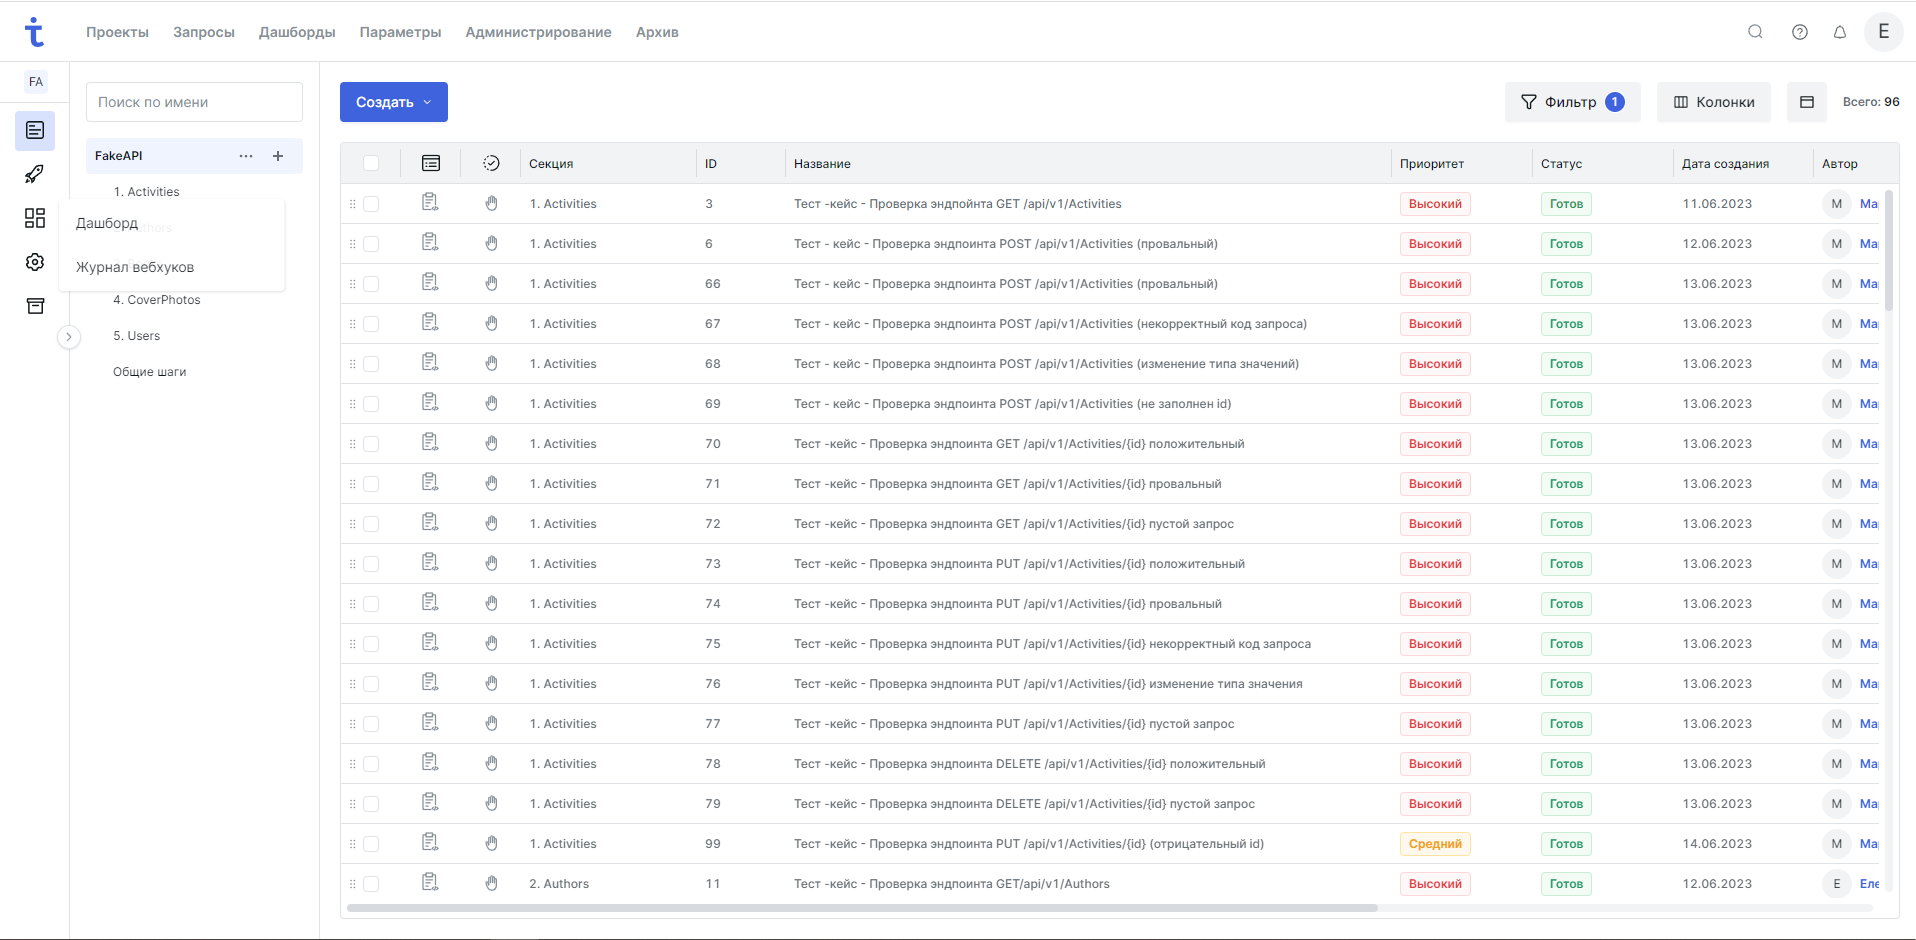 Проекты Запросы Дашборды Параметры Администрирование Архив E
FA
Поиск по имени
FakeAPI
1. Activities
Дашборд
Журнал вебхуков
4. CoverPhotos
5. Users
Общие шаги
Создать Фильтр 1 Колонки Всего: 96
Секция ID Название Приоритет Статус Дата создания Автор
1. Activities 3 Тест -кейс - Проверка эндпойнта GET /api/v1/Activities Высокий Готов 11.06.2023 М Мар
1. Activities 6 Тест - кейс - Проверка эндпоинта POST /api/v1/Activities (провальный) Высокий Готов 12.06.2023 М Мар
1. Activities 66 Тест - кейс - Проверка эндпоинта POST /api/v1/Activities (провальный) Высокий Готов 13.06.2023 М Мар
1. Activities 67 Тест - кейс - Проверка эндпоинта POST /api/v1/Activities (некорректный код запроса) Высокий Готов 13.06.2023 М Мар
1. Activities 68 Тест - кейс - Проверка эндпоинта POST /api/v1/Activities (изменение типа значений) Высокий Готов 13.06.2023 М Мар
1. Activities 69 Тест - кейс - Проверка эндпоинта POST /api/v1/Activities (не заполнен id) Высокий Готов 13.06.2023 М Мар
1. Activities 70 Тест -кейс - Проверка эндпоинта GET /api/v1/Activities/{id} положительный Высокий Готов 13.06.2023 М Мар
1. Activities 71 Тест -кейс - Проверка эндпоинта GET /api/v1/Activities/{id} провальный Высокий Готов 13.06.2023 М Мар
1. Activities 72 Тест -кейс - Проверка эндпоинта GET /api/v1/Activities/{id} пустой запрос Высокий Готов 13.06.2023 М Мар
1. Activities 73 Тест -кейс - Проверка эндпоинта PUT /api/v1/Activities/{id} положительный Высокий Готов 13.06.2023 М Мар
1. Activities 74 Тест -кейс - Проверка эндпоинта PUT /api/v1/Activities/{id} провальный Высокий Готов 13.06.2023 М Мар
1. Activities 75 Тест -кейс - Проверка эндпоинта PUT /api/v1/Activities/{id} некорректный код запроса Высокий Готов 13.06.2023 М Мар
1. Activities 76 Тест -кейс - Проверка эндпоинта PUT /api/v1/Activities/{id} изменение типа значения Высокий Готов 13.06.2023 М Мар
1. Activities 77 Тест -кейс - Проверка эндпоинта PUT /api/v1/Activities/{id} пустой запрос Высокий Готов 13.06.2023 М Мар
1. Activities 78 Тест -кейс - Проверка эндпоинта DELETE /api/v1/Activities/{id} положительный Высокий Готов 13.06.2023 М Мар
1. Activities 79 Тест -кейс - Проверка эндпоинта DELETE /api/v1/Activities/{id} пустой запрос Высокий Готов 13.06.2023 М Мар
1. Activities 99 Тест -кейс - Проверка эндпоинта PUT /api/v1/Activities/{id} (отрицательный id) Средний Готов 14.06.2023 М Мар
2. Authors 11 Тест -кейс - Проверка эндпоинта GET/api/v1/Authors Высокий Готов 12.06.2023 Е Еле